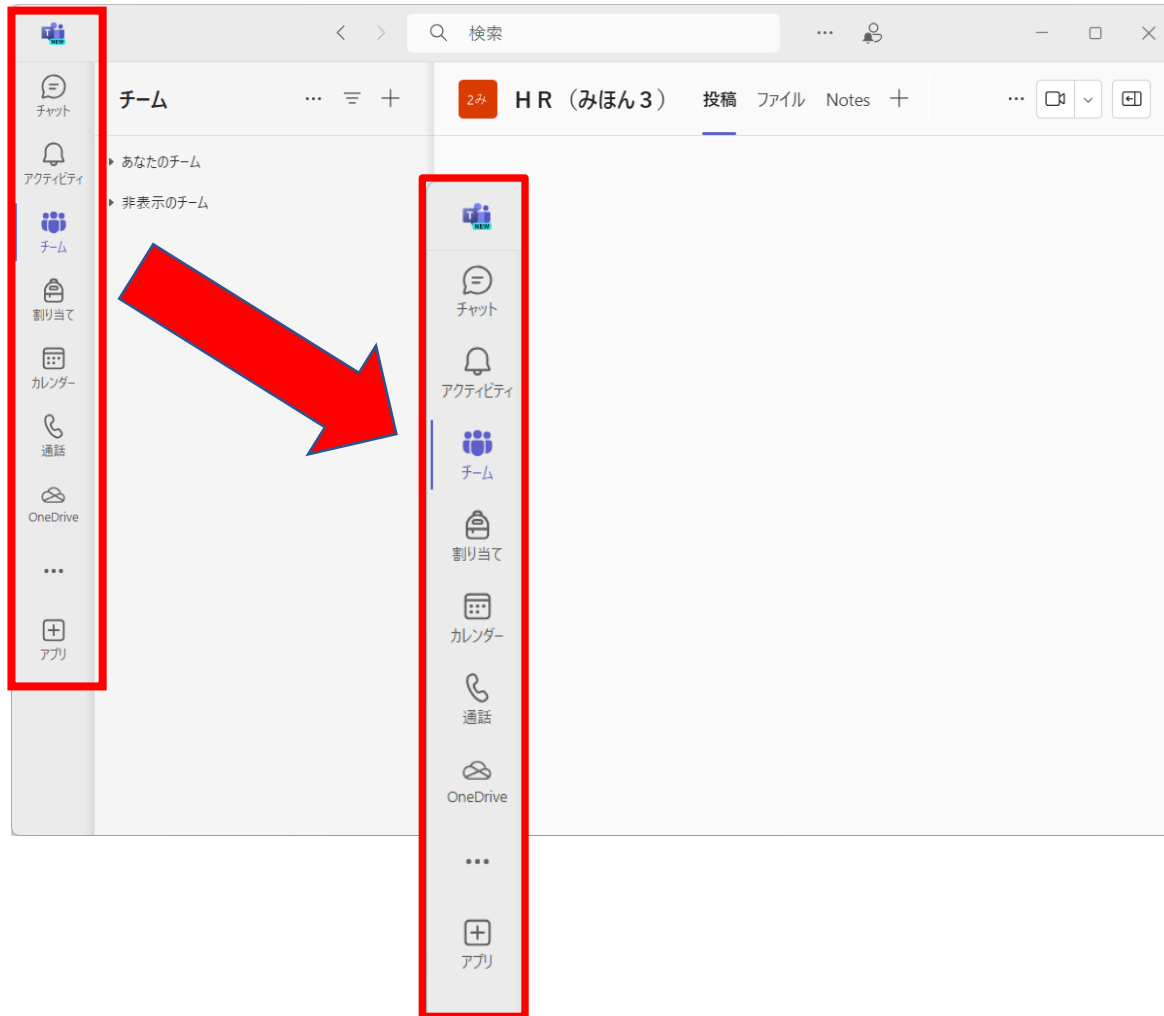 T NEW
検索
チャット
アクティビティ
チーム
割り当て
カレンダー
通話
OneDrive
アプリ
チーム
あなたのチーム
非表示のチーム
2み ＨＲ（みほん３） 投稿 ファイル Notes
T NEW
チャット
アクティビティ
チーム
割り当て
カレンダー
通話
OneDrive
アプリ